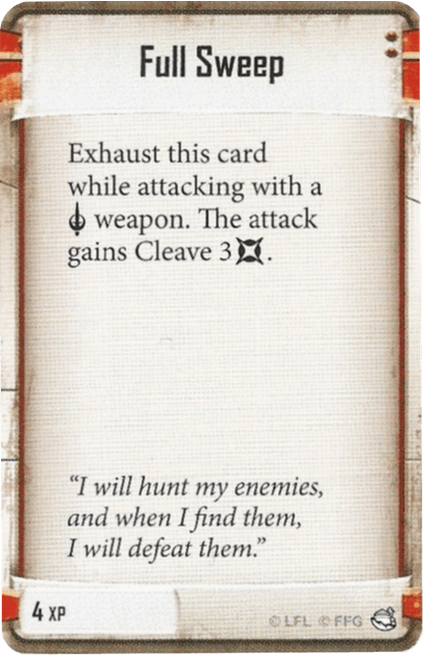 Full Sweep
Exhaust this card
while attacking with a
weapon. The attack
gains Cleave 3 .
“I will hunt my enemies,
and when I find them,
I will defeat them.”
4 XP
© LFL © FFG